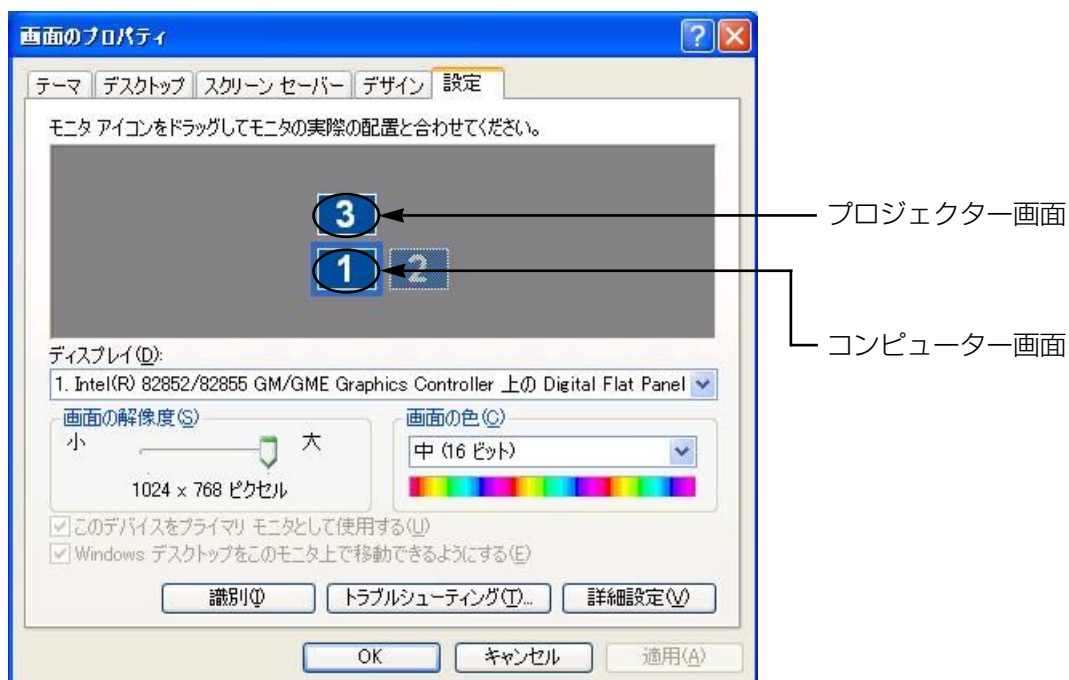 画面のプロパティ
テーマ デスクトップ スクリーン セーバー デザイン 設定
モニタ アイコンをドラッグしてモニタの実際の配置と合わせてください。
3
プロジェクター画面
1 2
コンピューター画面
ディスプレイ(D):
1. Intel(R) 82852/82855 GM/GME Graphics Controller 上の Digital Flat Panel
画面の解像度(S) 画面の色(C)
小 大 中 (16 ビット)
1024 x 768 ピクセル
このデバイスをプライマリ モニタとして使用する(U)
Windows デスクトップをこのモニタ上で移動できるようにする(E)
識別(I) トラブルシューティング(T)... 詳細設定(V)
OK キャンセル 適用(A)